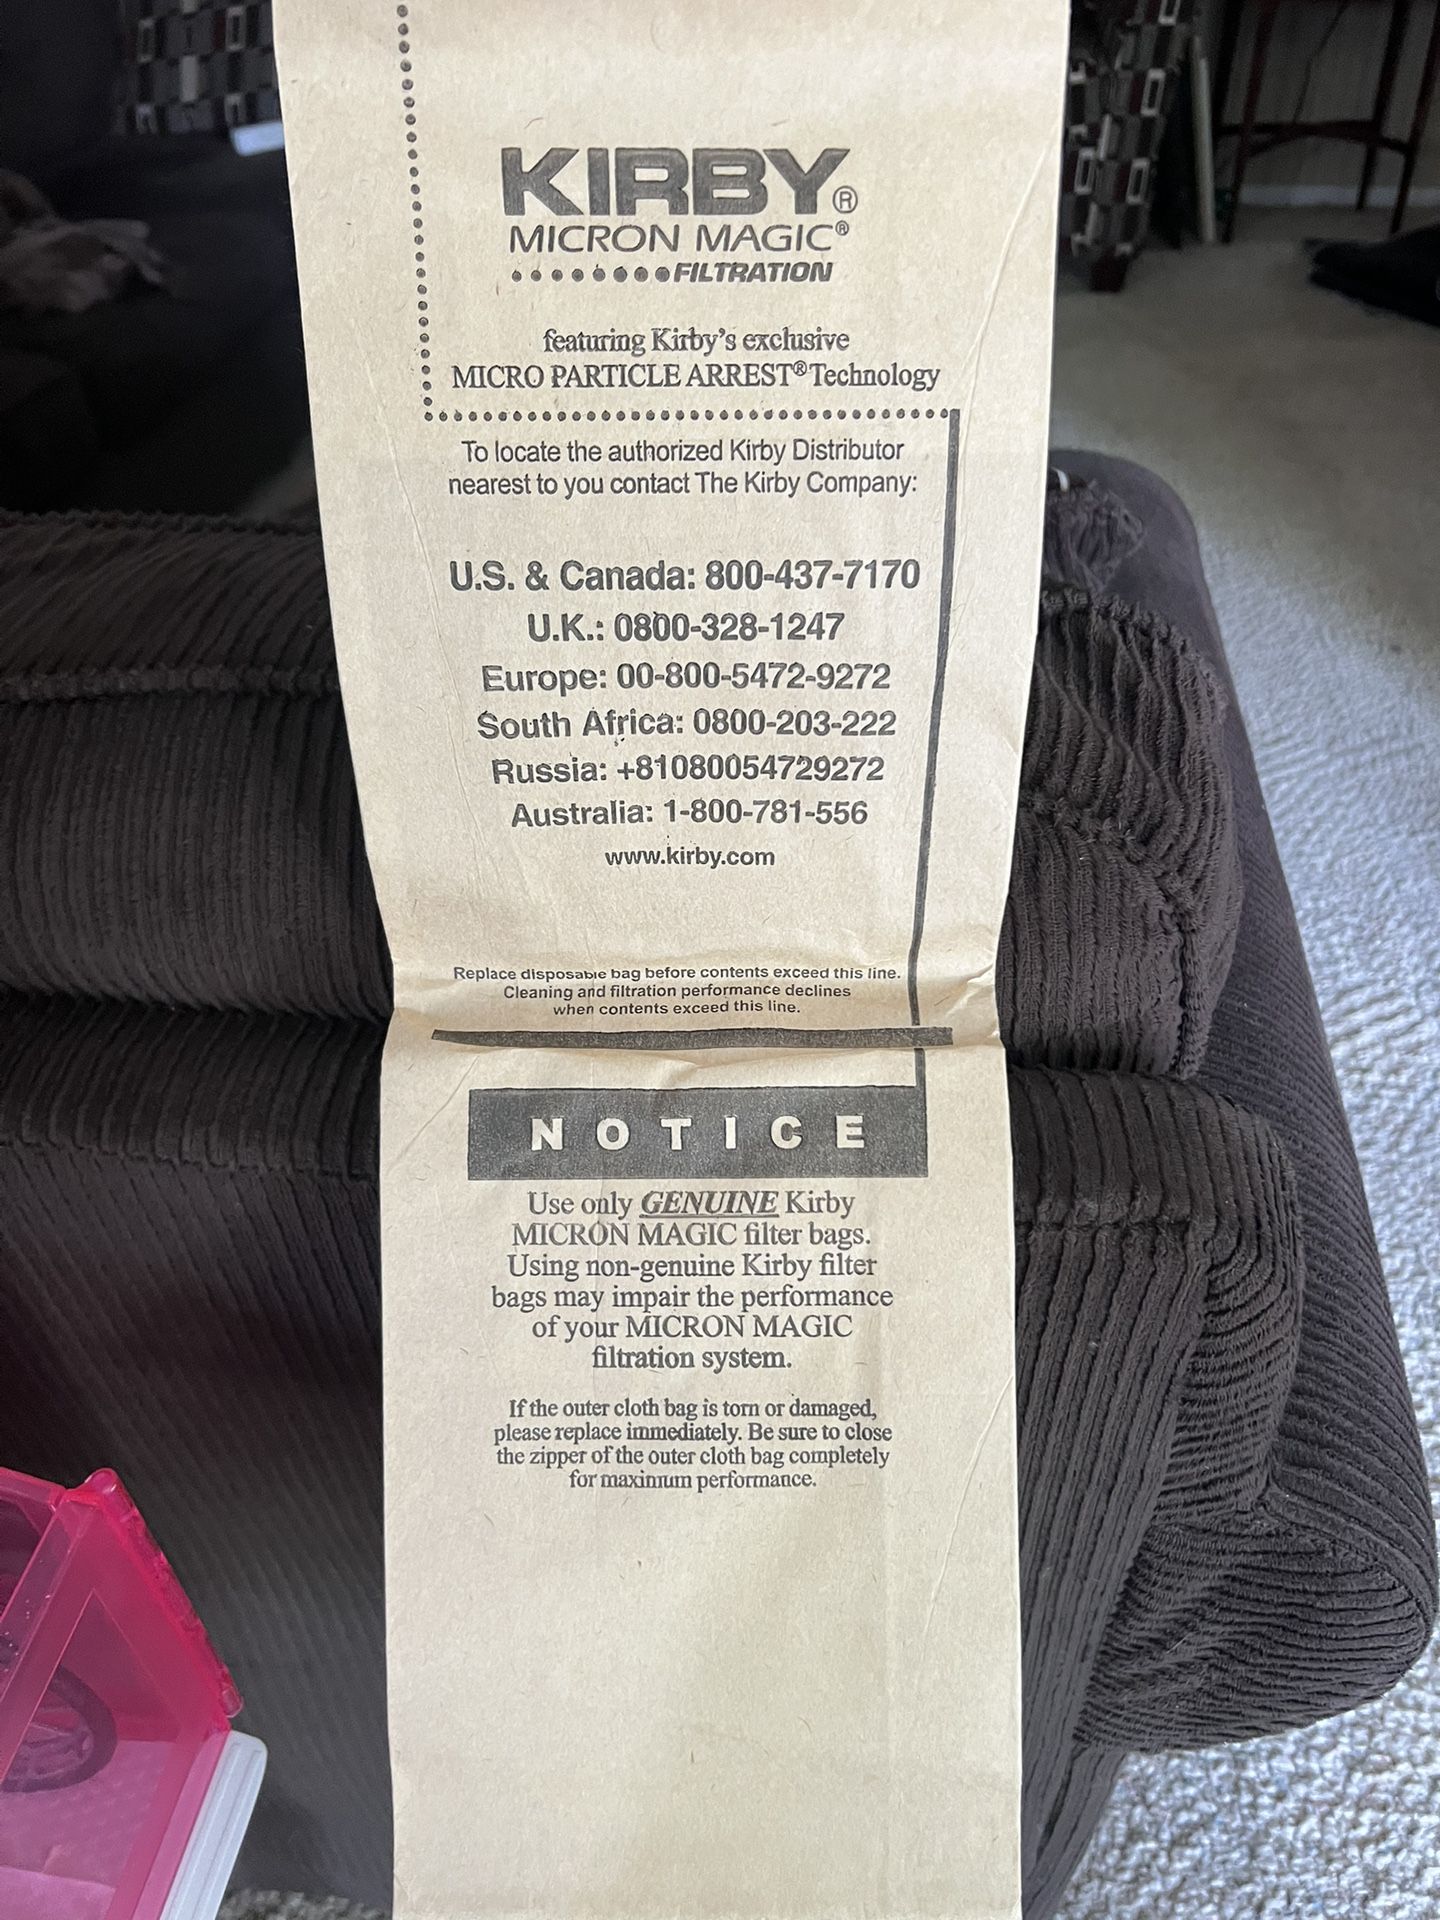 KIRBY®
MICRON MAGIC®
FILTRATION
featuring Kirby's exclusive
MICRO PARTICLE ARREST® Technology
To locate the authorized Kirby Distributor
nearest to you contact The Kirby Company:
U.S. & Canada: 800-437-7170
U.K.: 0800-328-1247
Europe: 00-800-5472-9272
South Africa: 0800-203-222
Russia: +81080054729272
Australia: 1-800-781-556
www.kirby.com
Replace disposable bag before contents exceed this line.
Cleaning and filtration performance declines
when contents exceed this line.
NOTICE
Use only GENUINE Kirby
MICRON MAGIC filter bags.
Using non-genuine Kirby filter
bags may impair the performance
of your MICRON MAGIC
filtration system.
If the outer cloth bag is torn or damaged,
please replace immediately. Be sure to close
the zipper of the outer cloth bag completely
for maximum performance.